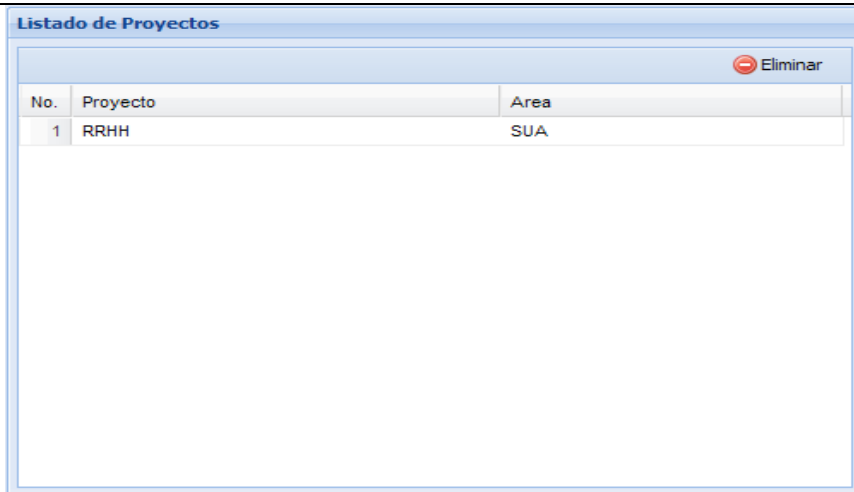 Listado de Proyectos
Eliminar
No. Proyecto Area
1 RRHH SUA